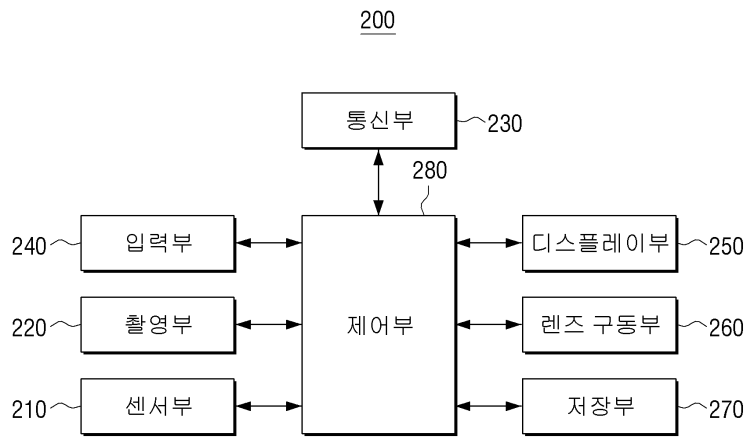 200
통신부
230
280
240
입력부
디스플레이부
250
220
촬영부
제어부
렌즈 구동부
260
210
센서부
저장부
270